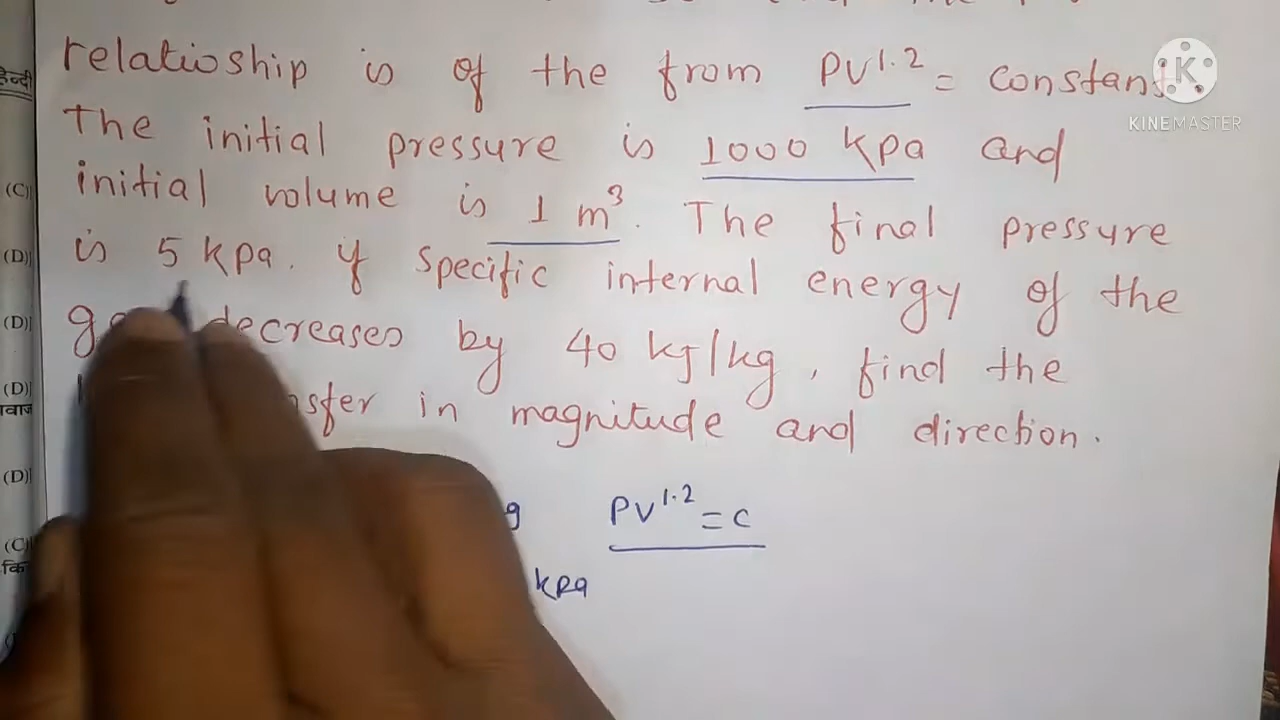 relatioship is of the from PV^1.2 = constant
The initial pressure is 1000 kpa and
initial volume is 1 m³. The final pressure
is 5 kpa. if specific internal energy of the
decreases by 40 kJ/kg, find the
in magnitude and direction.
PV^1.2 = C
kpa
KINEMASTER
हिन्दी
(C)
(D)
(D)
(D)
(D)
(C)
कि